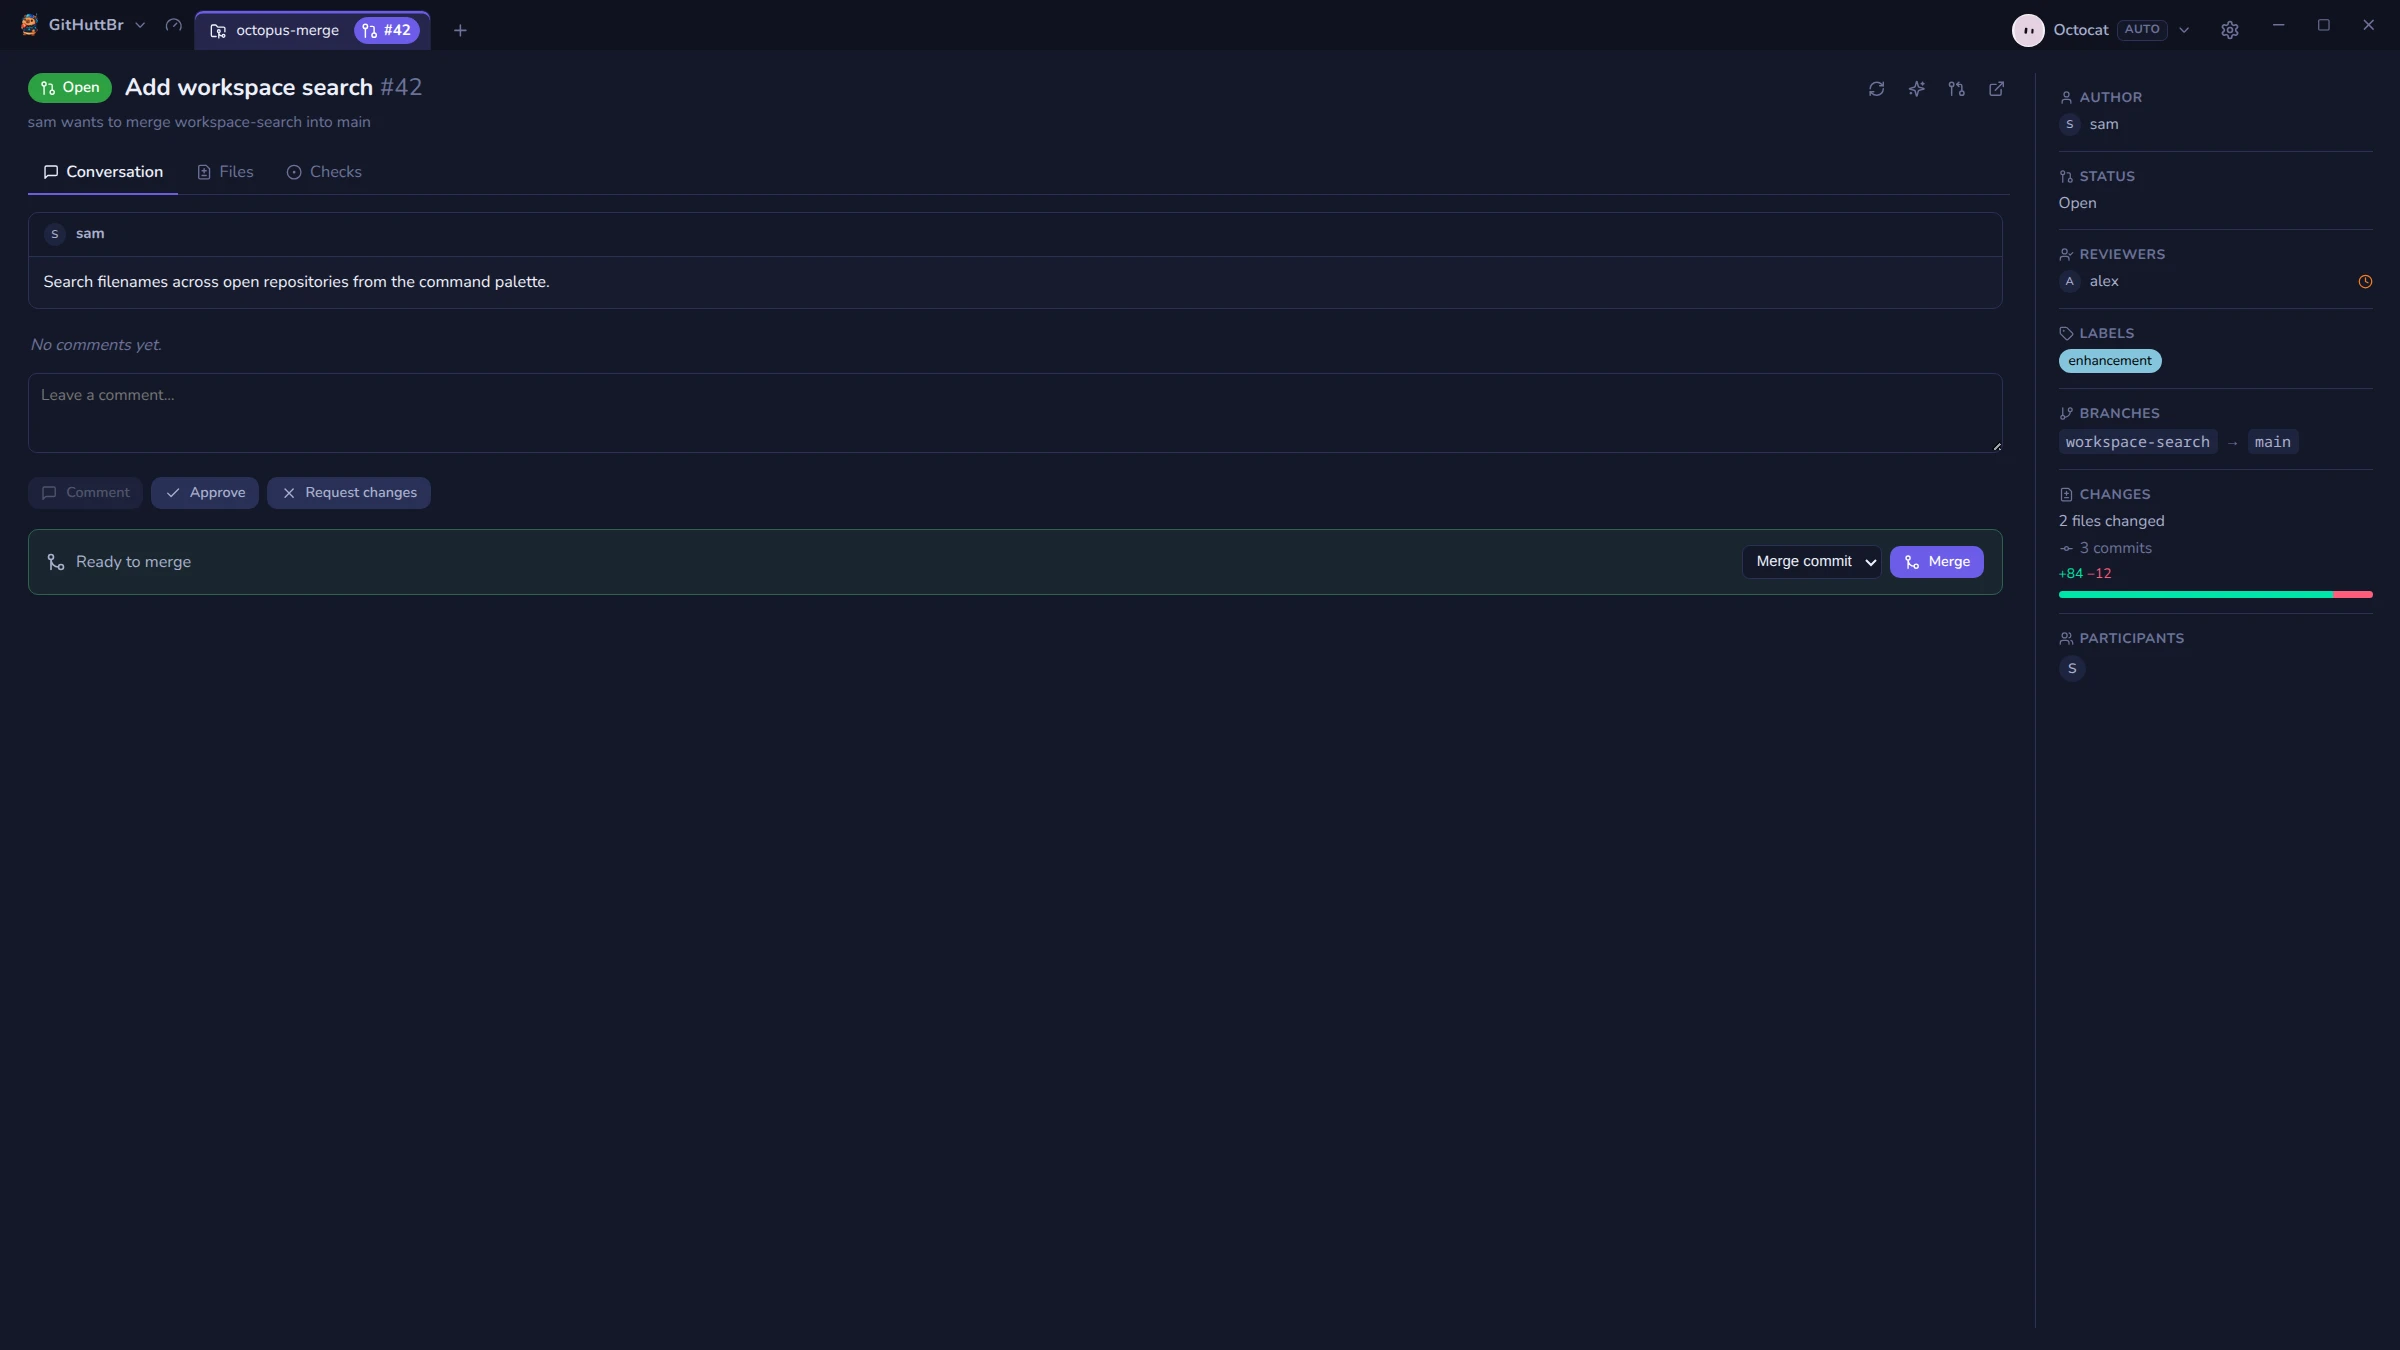 GitHuttBr
octopus-merge #42
Octocat AUTO
Open Add workspace search #42
sam wants to merge workspace-search into main
Conversation Files Checks
S sam
Search filenames across open repositories from the command palette.
No comments yet.
Leave a comment...
Comment Approve Request changes
Ready to merge
Merge commit Merge
AUTHOR
S sam
STATUS
Open
REVIEWERS
A alex
LABELS
enhancement
BRANCHES
workspace-search → main
CHANGES
2 files changed
3 commits
+84 −12
PARTICIPANTS
S